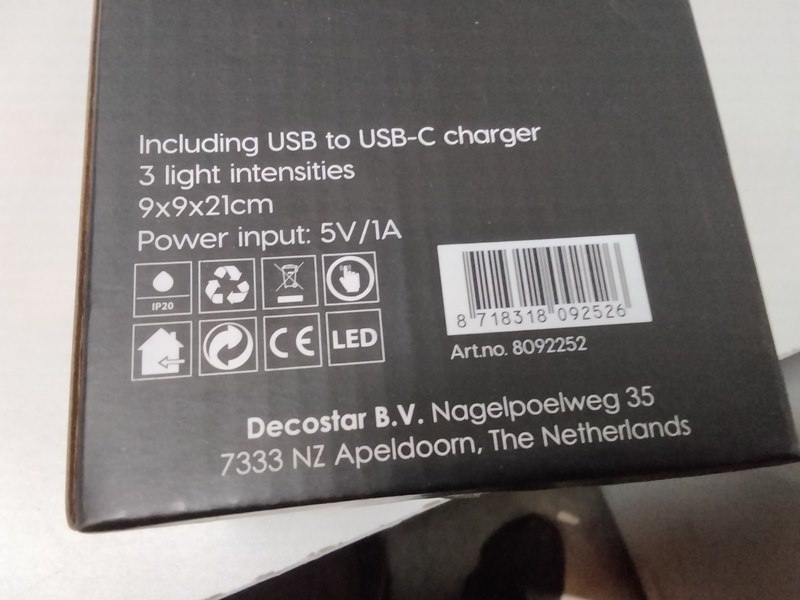 Including USB to USB-C charger
3 light intensities
9x9x21cm
Power input: 5V/1A
IP20
CE
LED
8 718318 092526
Art.no. 8092252
Decostar B.V. Nagelpoelweg 35
7333 NZ Apeldoorn, The Netherlands